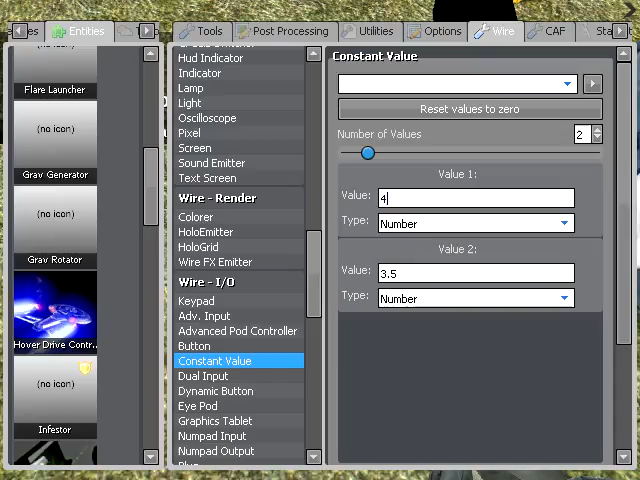 es
Entities
Tools
Post Processing
Utilities
Options
Wire
CAF
Sta
Flare Launcher
(no icon)
Grav Generator
(no icon)
Grav Rotator
Hover Drive Contr..
(no icon)
Infestor
Hud Indicator
Indicator
Lamp
Light
Oscilloscope
Pixel
Screen
Sound Emitter
Text Screen
Wire - Render
Colorer
HoloEmitter
HoloGrid
Wire FX Emitter
Wire - I/O
Keypad
Adv. Input
Advanced Pod Controller
Button
Constant Value
Dual Input
Dynamic Button
Eye Pod
Graphics Tablet
Numpad Input
Numpad Output
Constant Value
Reset values to zero
Number of Values 2
Value 1:
Value: 4
Type: Number
Value 2:
Value: 3.5
Type: Number